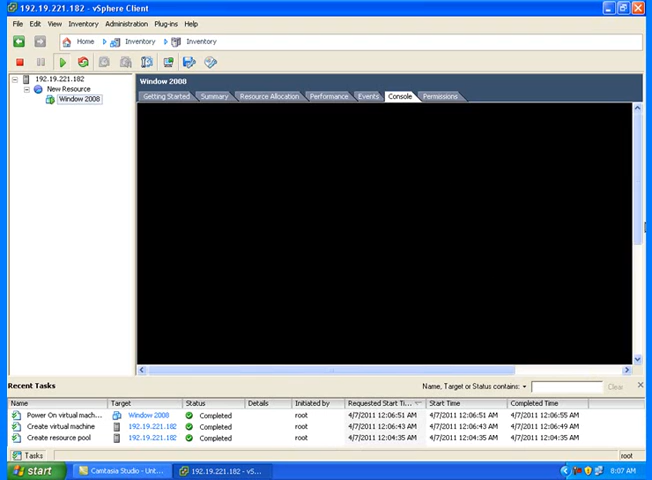 192.19.221.182 - vSphere Client
File Edit View Inventory Administration Plug-ins Help
Home Inventory Inventory
192.19.221.182
New Resource
Window 2008
Window 2008
Getting Started Summary Resource Allocation Performance Events Console Permissions
Recent Tasks
Name, Target or Status contains: Clear
Name Target Status Details Initiated by Requested Start Ti... Start Time Completed Time
Power On virtual mach... Window 2008 Completed root 4/7/2011 12:06:51 AM 4/7/2011 12:06:51 AM 4/7/2011 12:06:55 AM
Create virtual machine 192.19.221.182 Completed root 4/7/2011 12:06:43 AM 4/7/2011 12:06:43 AM 4/7/2011 12:06:49 AM
Create resource pool 192.19.221.182 Completed root 4/7/2011 12:04:35 AM 4/7/2011 12:04:35 AM 4/7/2011 12:04:35 AM
Tasks root
start Camtasia Studio - Unt... 192.19.221.182 - vS... 8:07 AM